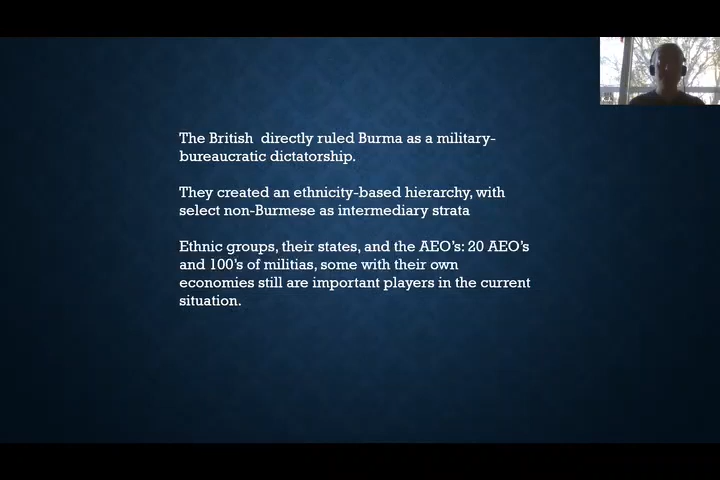 The British directly ruled Burma as a military-
bureaucratic dictatorship.
They created an ethnicity-based hierarchy, with
select non-Burmese as intermediary strata
Ethnic groups, their states, and the AEO's: 20 AEO's
and 100's of militias, some with their own
economies still are important players in the current
situation.